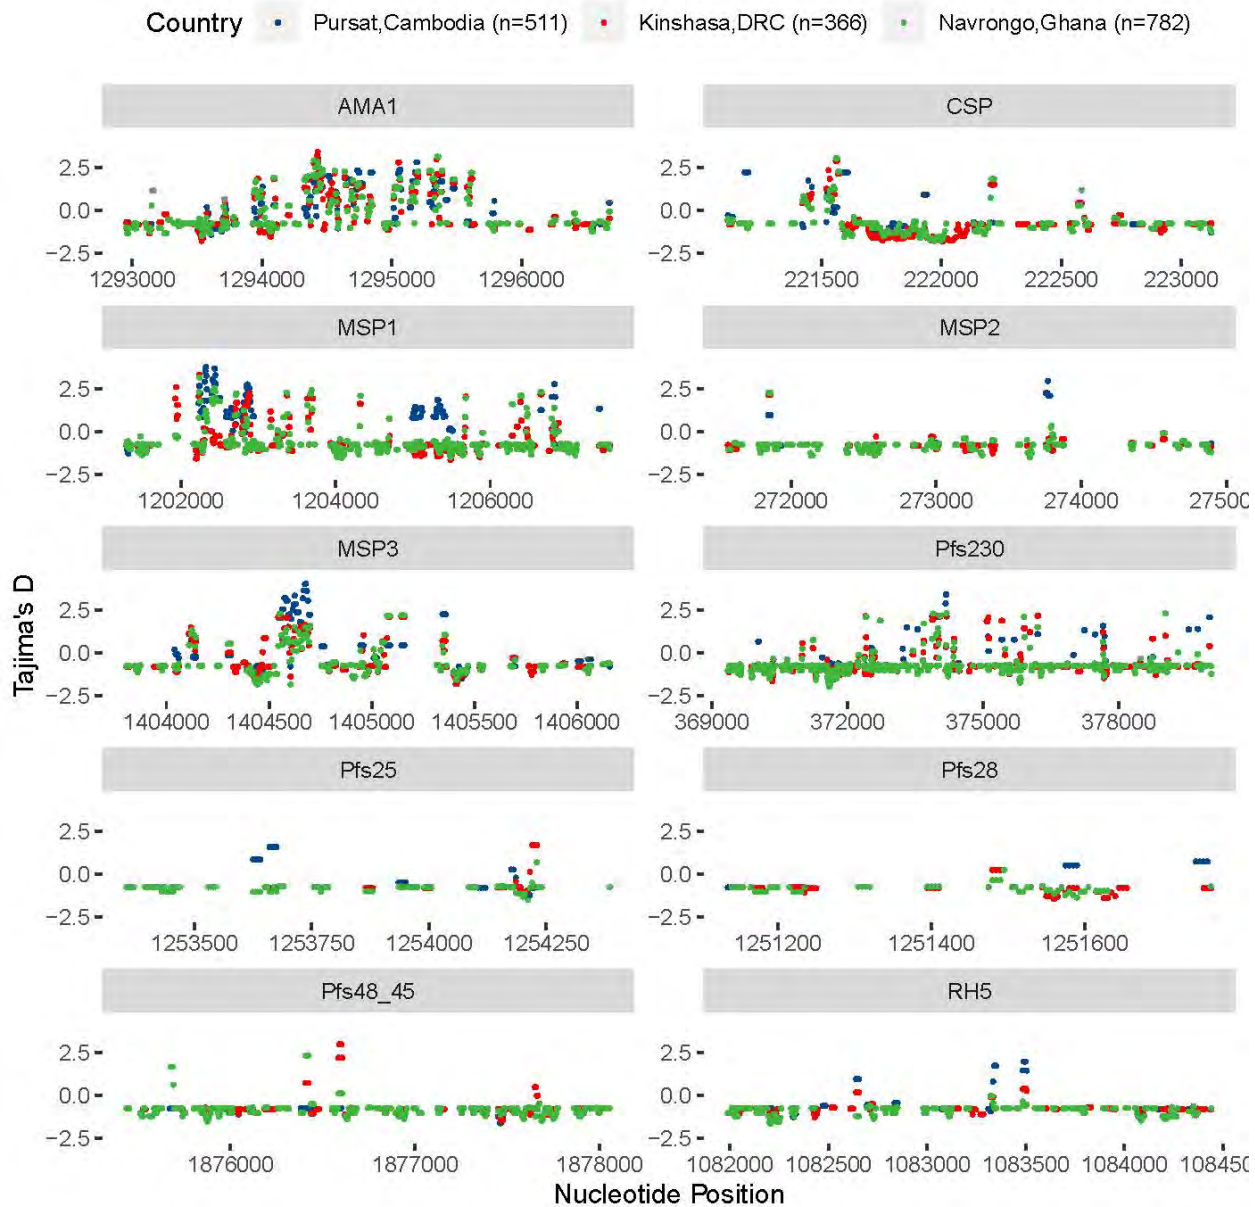 Country Pursat,Cambodia (n=511) Kinshasa,DRC (n=366) Navrongo,Ghana (n=782)
AMA1 CSP
2.5 2.5
0.0 0.0
−2.5 −2.5
1293000 1294000 1295000 1296000 221500 222000 222500 223000
MSP1 MSP2
2.5 2.5
0.0 0.0
−2.5 −2.5
1202000 1204000 1206000 272000 273000 274000 27500
MSP3 Pfs230
2.5 2.5
0.0 0.0
−2.5 −2.5
1404000 1404500 1405000 1405500 1406000 369000 372000 375000 378000
Tajima's D
Pfs25 Pfs28
2.5 2.5
0.0 0.0
−2.5 −2.5
1253500 1253750 1254000 1254250 1251200 1251400 1251600
Pfs48_45 RH5
2.5 2.5
0.0 0.0
−2.5 −2.5
1876000 1877000 1878000 1082000 1082500 1083000 1083500 1084000 108450
Nucleotide Position